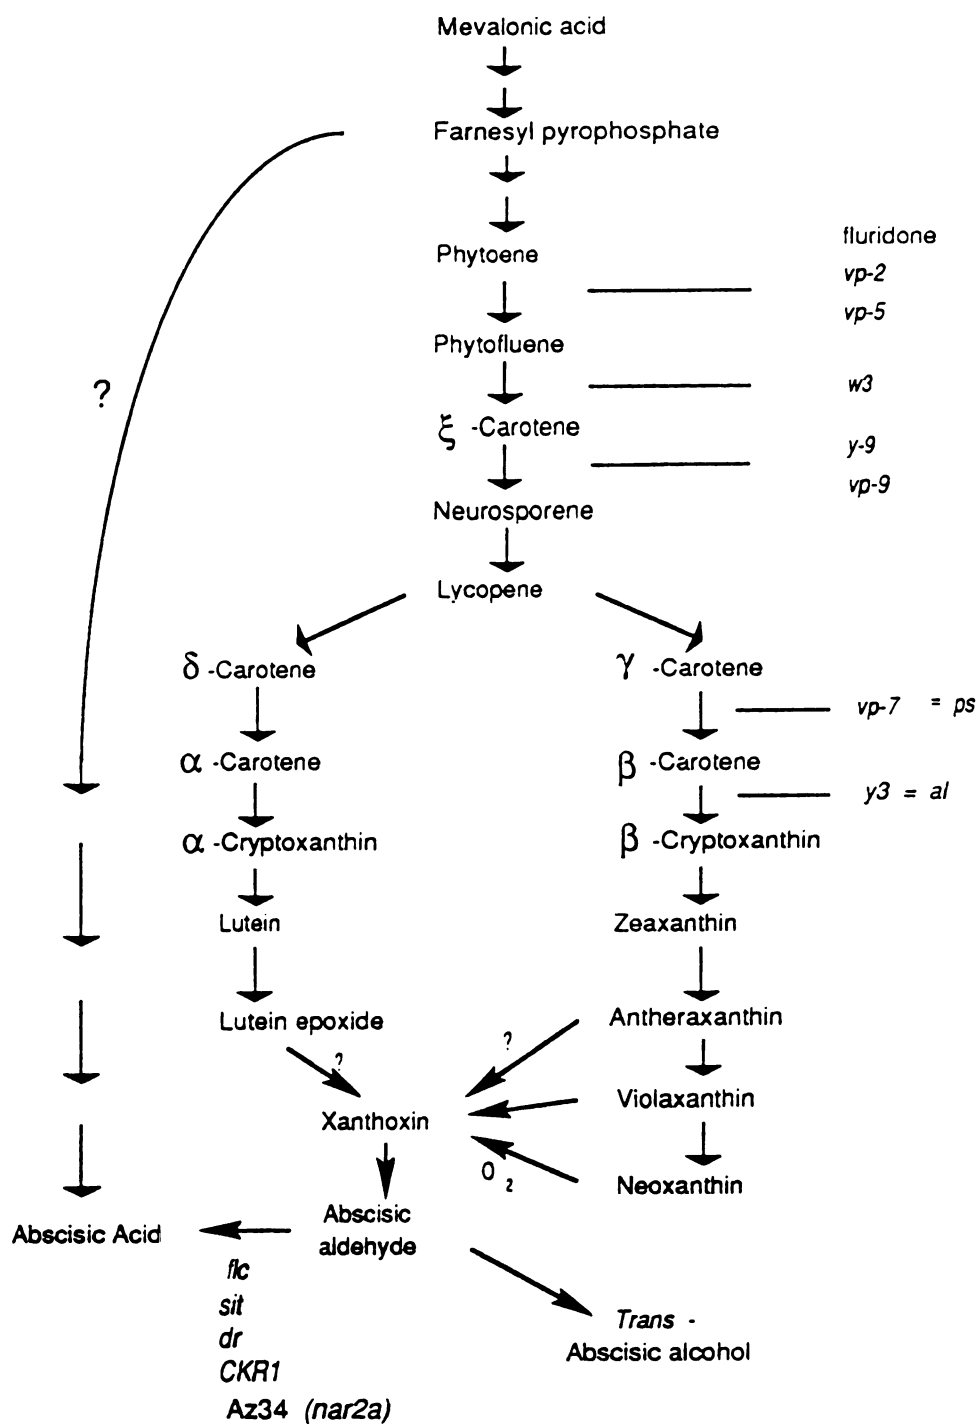 Mevalonic acid
Farnesyl pyrophosphate
Phytoene
fluridone
vp-2
vp-5
Phytofluene
?
w3
ξ -Carotene
y-9
vp-9
Neurosporene
Lycopene
δ -Carotene
γ -Carotene
vp-7 = ps
α -Carotene
β -Carotene
y3 = al
α -Cryptoxanthin
β -Cryptoxanthin
Lutein
Zeaxanthin
Lutein epoxide
Antheraxanthin
?
?
Violaxanthin
Xanthoxin
O 2
Neoxanthin
Abscisic Acid
Abscisic
aldehyde
flc
sit
dr
CKR1
Az34 (nar2a)
Trans -
Abscisic alcohol